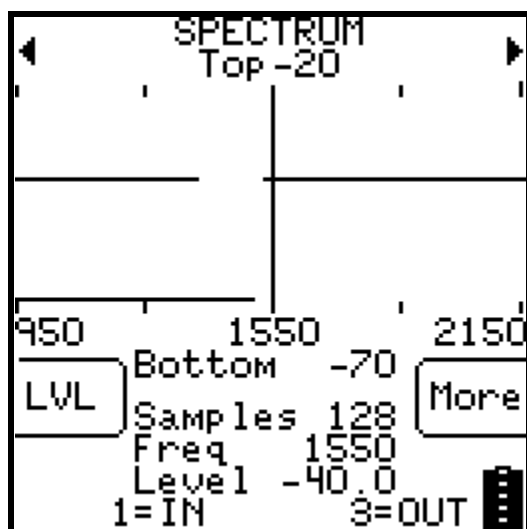 SPECTRUM
Top -20
950 1550 2150
Bottom -70
LVL
More
Samples 128
Freq 1550
Level -40.0
1=IN 3=OUT